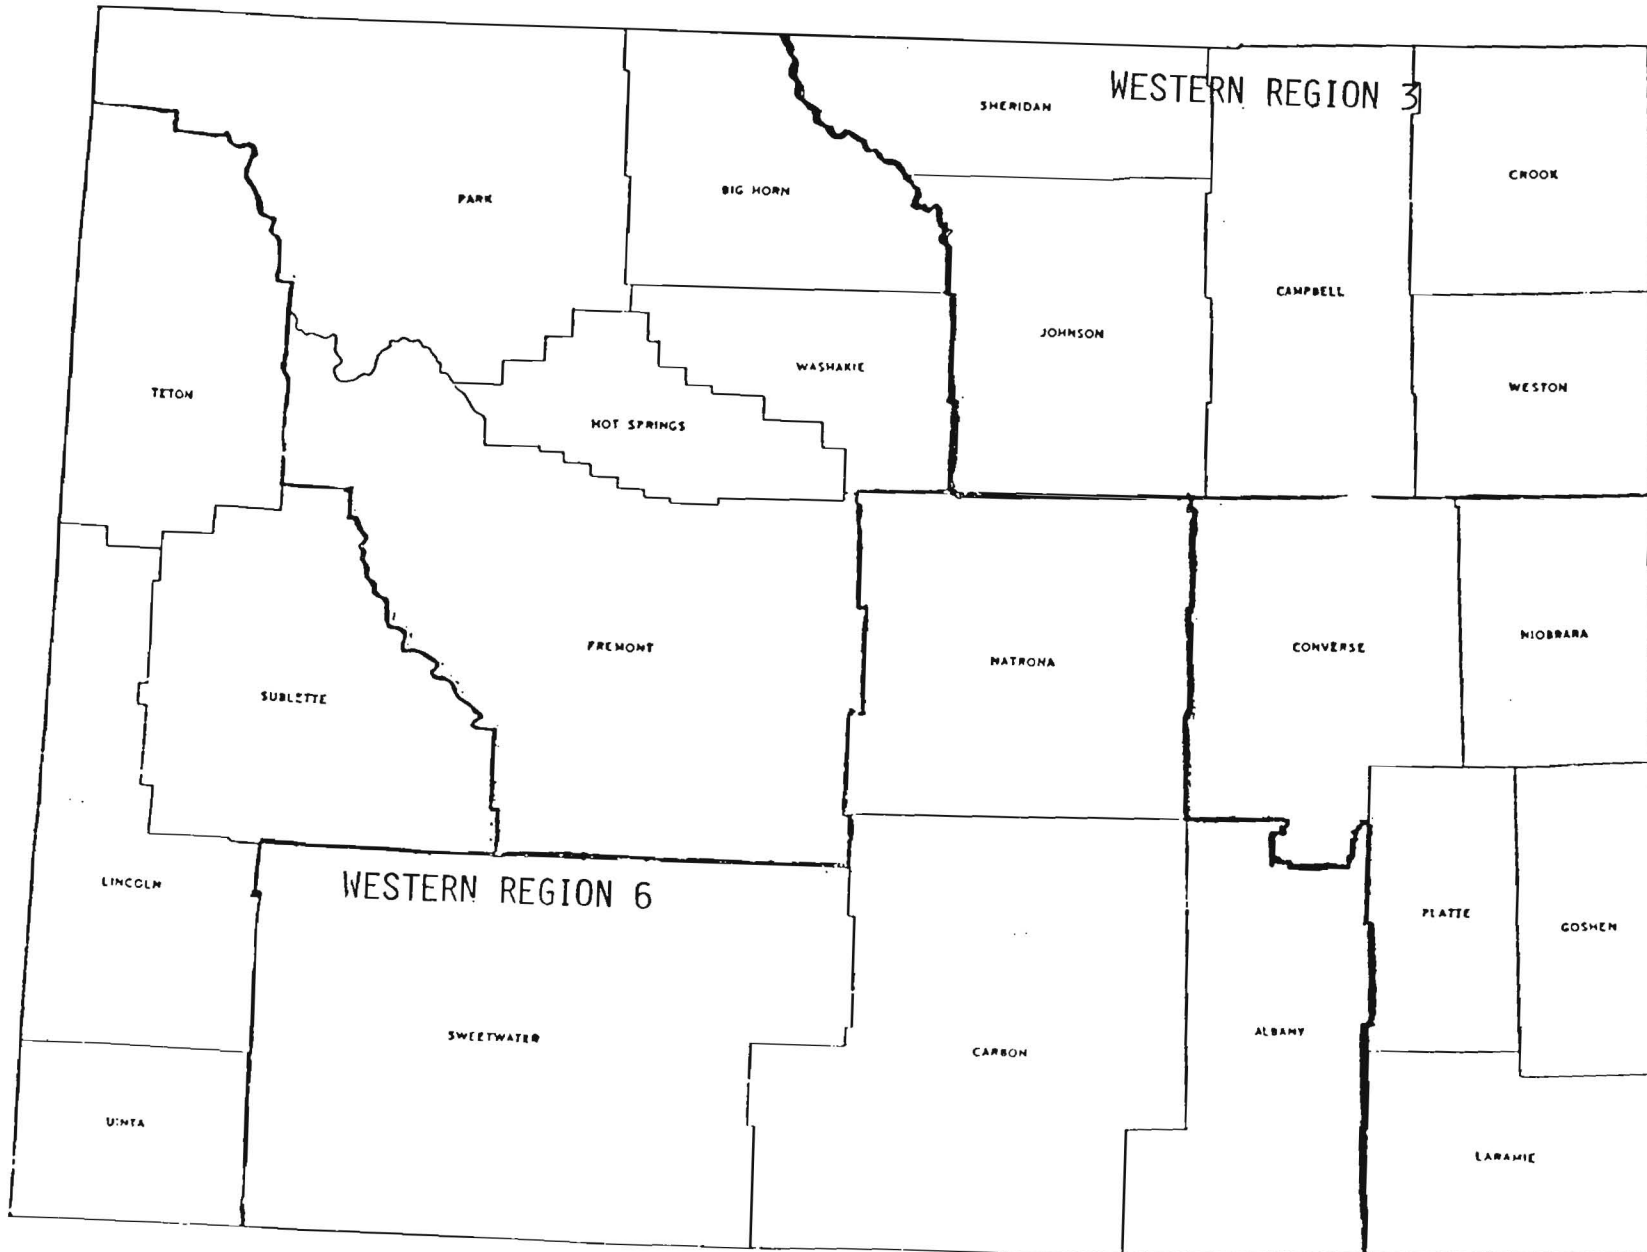 WESTERN REGION 3
SHERIDAN
CROOK
PARK
BIG HORN
CAMPBELL
JOHNSON
WASHAKIE
WESTON
TETON
HOT SPRINGS
FREMONT
NATRONA
CONVERSE
NIOBRARA
SUBLETTE
LINCOLN
WESTERN REGION 6
PLATTE
GOSHEN
SWEETWATER
CARBON
ALBANY
UINTA
LARAMIE